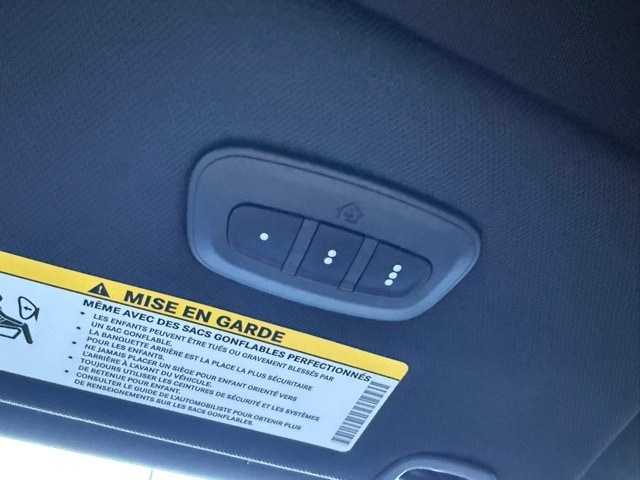 MISE EN GARDE
MÊME AVEC DES SACS GONFLABLES PERFECTIONNÉS
• LES ENFANTS PEUVENT ÊTRE TUÉS OU GRAVEMENT BLESSÉS PAR
UN SAC GONFLABLE.
• LA BANQUETTE ARRIÈRE EST LA PLACE LA PLUS SÉCURITAIRE
POUR LES ENFANTS.
• NE JAMAIS PLACER UN SIÈGE POUR ENFANT ORIENTÉ VERS
L'ARRIÈRE À L'AVANT DU VÉHICULE.
• TOUJOURS UTILISER LES CEINTURES DE SÉCURITÉ ET LES SYSTÈMES
DE RETENUE POUR ENFANT.
• CONSULTER LE GUIDE DE L'AUTOMOBILISTE POUR OBTENIR PLUS
DE RENSEIGNEMENTS SUR LES SACS GONFLABLES.